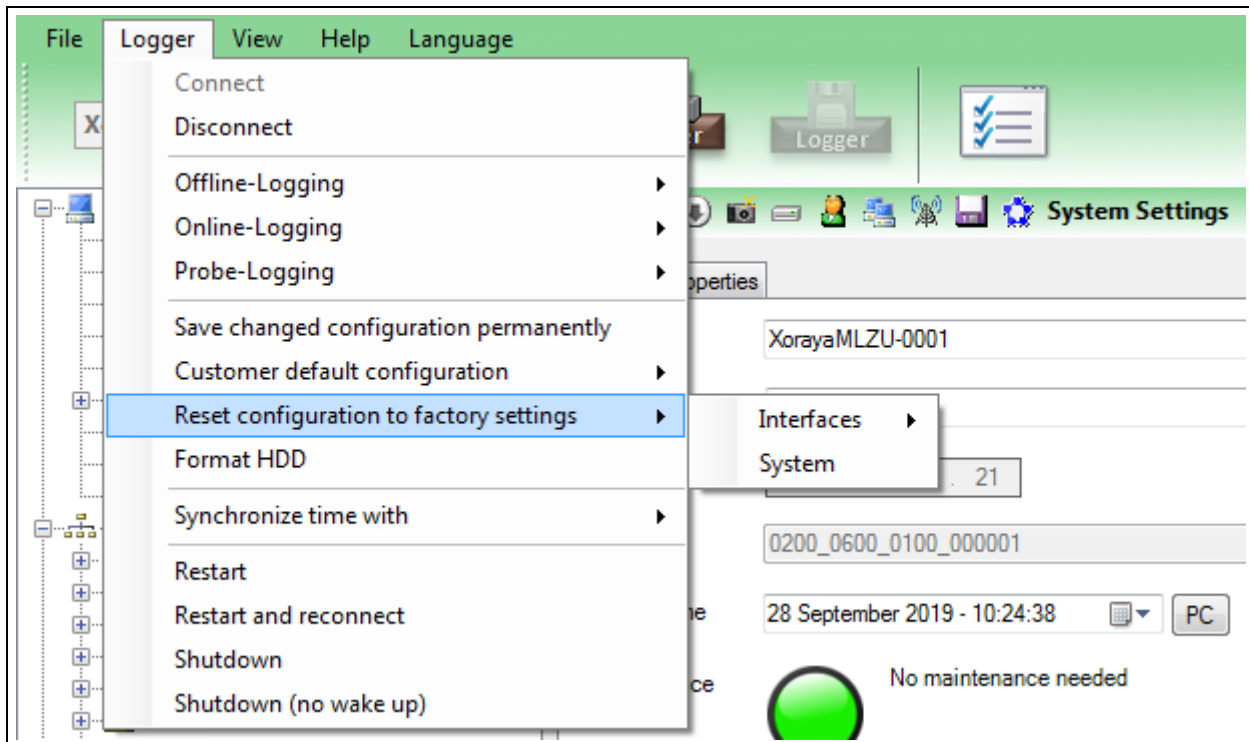 File Logger View Help Language
Connect
Disconnect
Logger
Offline-Logging
Online-Logging
Probe-Logging
System Settings
Save changed configuration permanently
Customer default configuration
Reset configuration to factory settings
Format HDD
Synchronize time with
Restart
Restart and reconnect
Shutdown
Shutdown (no wake up)
Interfaces
System
XorayaMLZU-0001
. 21
0200_0600_0100_000001
28 September 2019 - 10:24:38 PC
No maintenance needed